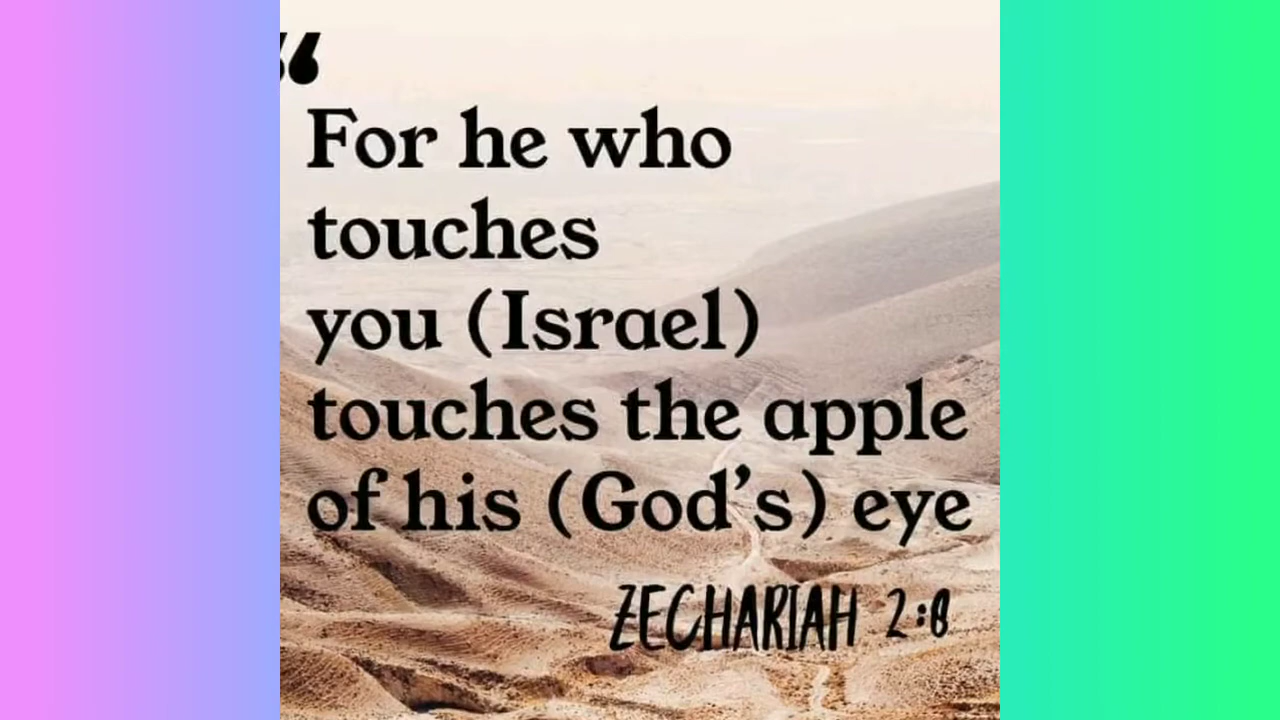 “
For he who
touches
you (Israel)
touches the apple
of his (God’s) eye
ZECHARIAH 2:8